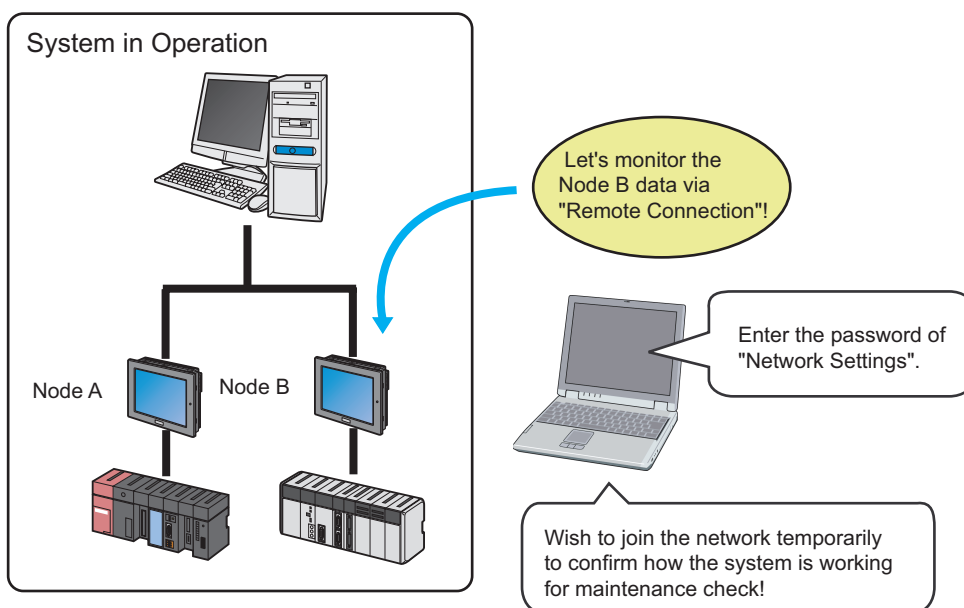 System in Operation
Let's monitor the
Node B data via
"Remote Connection"!
Enter the password of
"Network Settings".
Node A
Node B
Wish to join the network temporarily
to confirm how the system is working
for maintenance check!